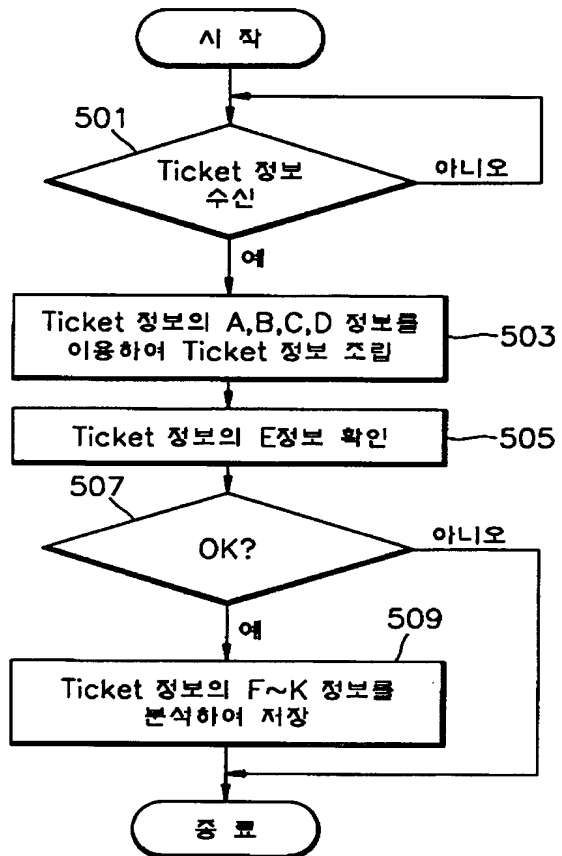 시 작
501
Ticket 정보
수신
아니오
예
Ticket 정보의 A,B,C,D 정보를
이용하여 Ticket 정보 조립
503
Ticket 정보의 E정보 확인
505
507
OK?
아니오
예
509
Ticket 정보의 F~K 정보를
분석하여 저장
종 료